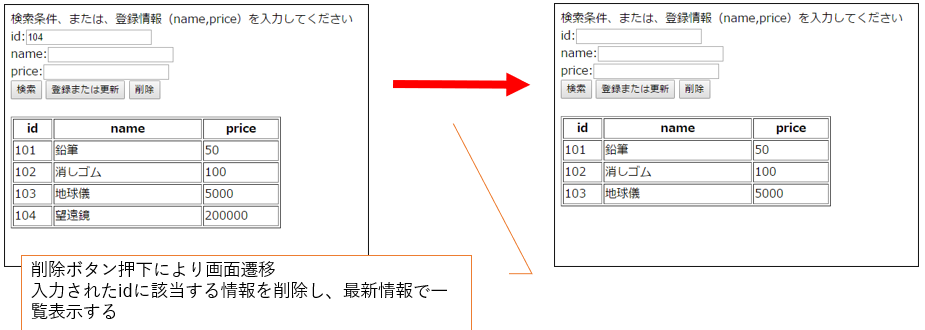 検索条件、または、登録情報（name,price）を入力してください
id:104
name:
price:
検索 登録または更新 削除
id name price
101 鉛筆 50
102 消しゴム 100
103 地球儀 5000
104 望遠鏡 200000
削除ボタン押下により画面遷移
入力されたidに該当する情報を削除し、最新情報で一
覧表示する
検索条件、または、登録情報（name,price）を入力してください
id:
name:
price:
検索 登録または更新 削除
id name price
101 鉛筆 50
102 消しゴム 100
103 地球儀 5000